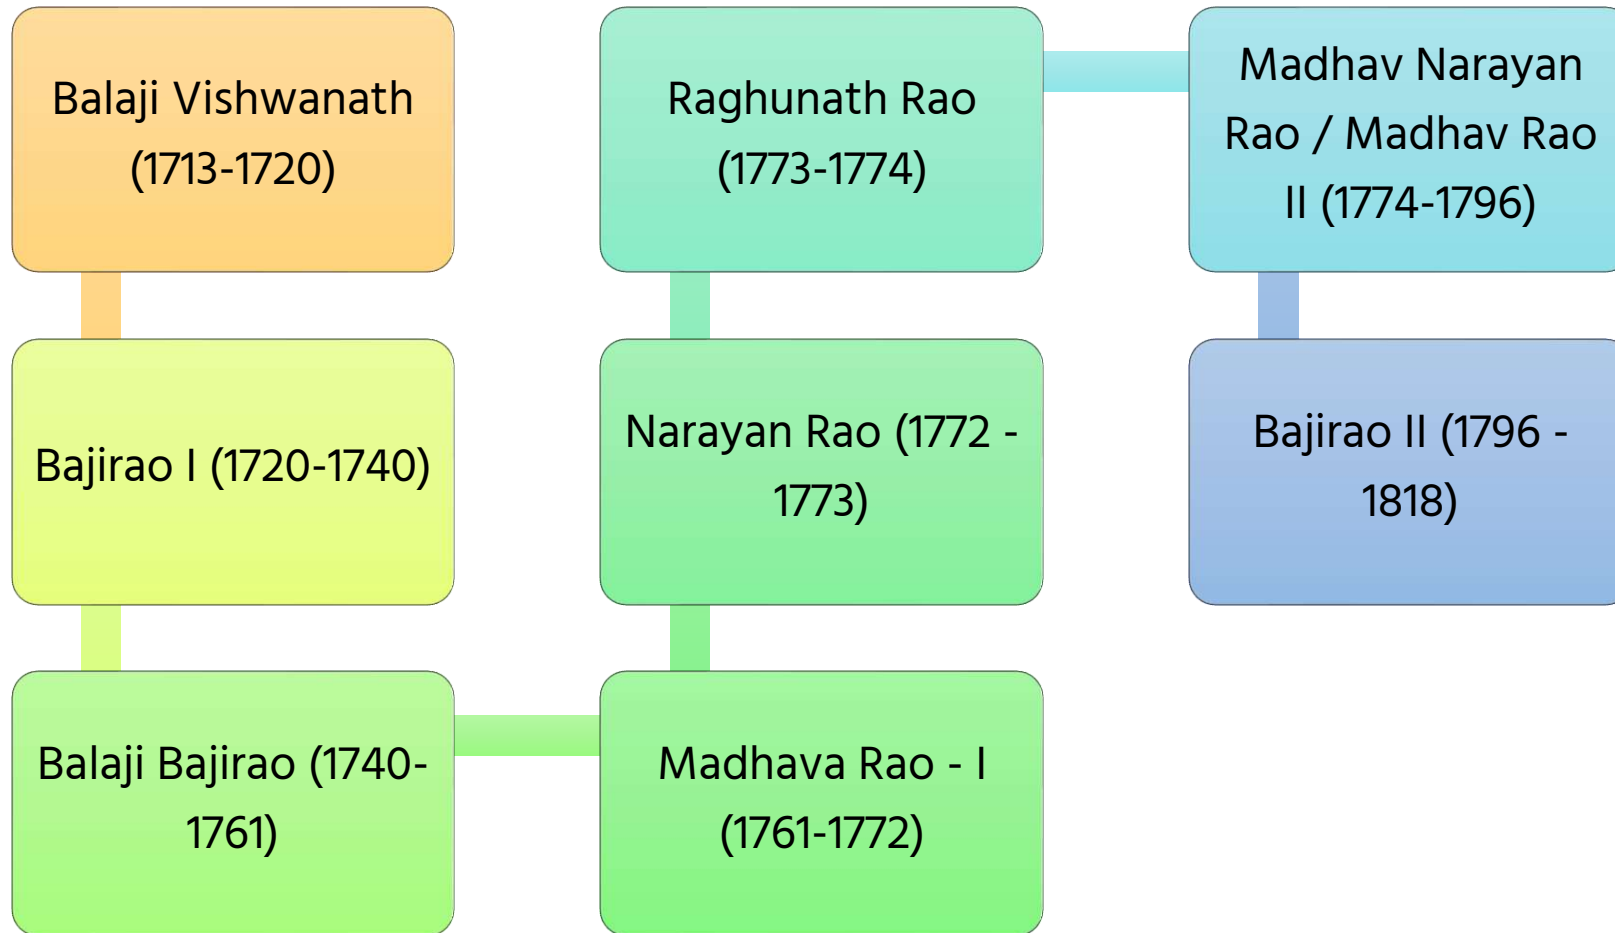 Balaji Vishwanath
(1713-1720)
Bajirao I (1720-1740)
Balaji Bajirao (1740-
1761)
Madhava Rao - I
(1761-1772)
Narayan Rao (1772 -
1773)
Raghunath Rao
(1773-1774)
Madhav Narayan
Rao / Madhav Rao
II (1774-1796)
Bajirao II (1796 -
1818)